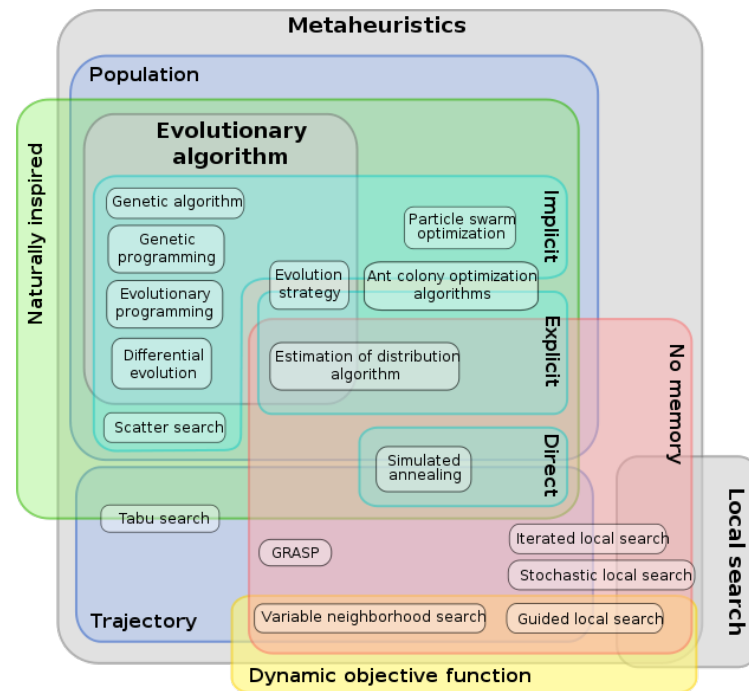 Metaheuristics
Population
Naturally inspired
Evolutionary
algorithm
Genetic algorithm
Implicit
Particle swarm
optimization
Genetic
programming
Evolution
strategy
Ant colony optimization
algorithms
Evolutionary
programming
Explicit
Differential
evolution
Estimation of distribution
algorithm
No memory
Scatter search
Direct
Simulated
annealing
Local search
Tabu search
Iterated local search
GRASP
Stochastic local search
Trajectory
Variable neighborhood search
Guided local search
Dynamic objective function